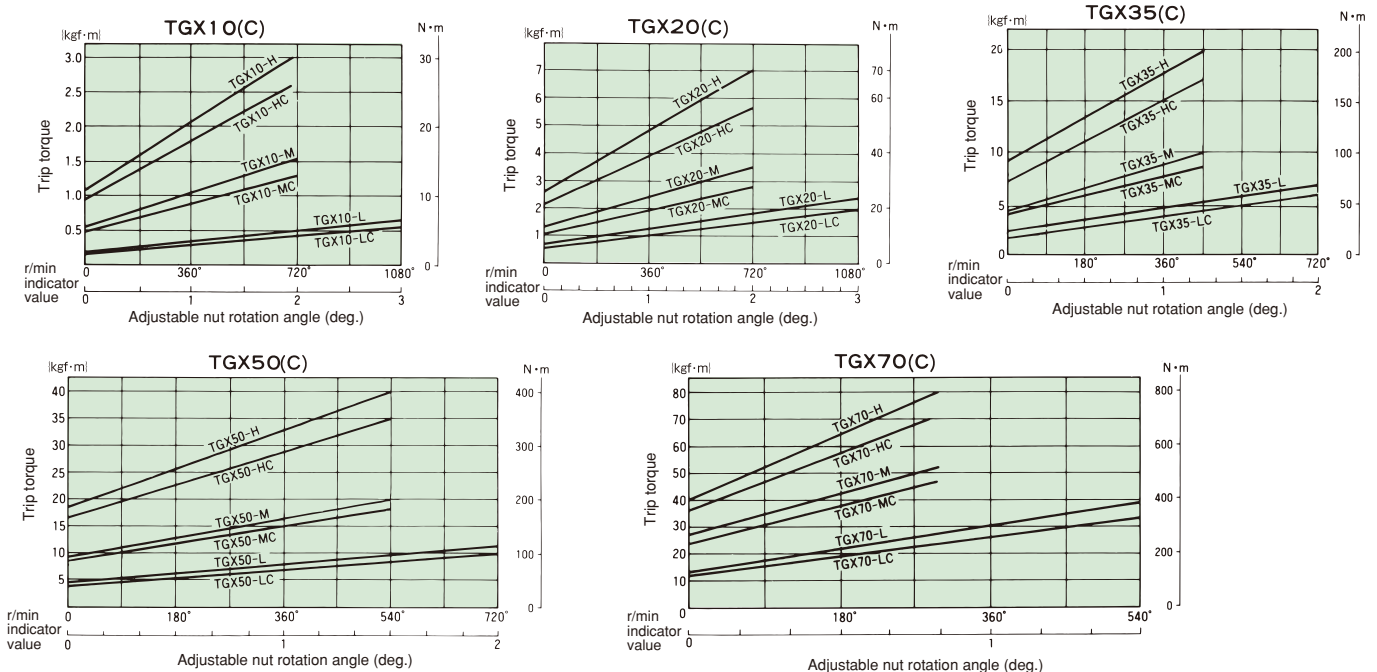 TGX10(C)
|kgf·m|
N·m
3.0
2.5
2.0
1.5
1.0
0.5
30
20
10
0
Trip torque
TGX10-H
TGX10-HC
TGX10-M
TGX10-MC
TGX10-L
TGX10-LC
0 360° 720° 1080°
r/min
indicator
value
0 1 2 3
Adjustable nut rotation angle (deg.)
TGX20(C)
|kgf·m|
N·m
7
6
5
4
3
2
1
70
60
40
20
0
Trip torque
TGX20-H
TGX20-HC
TGX20-M
TGX20-MC
TGX20-L
TGX20-LC
0 360° 720° 1080°
r/min
indicator
value
0 1 2 3
Adjustable nut rotation angle (deg.)
TGX35(C)
|kgf·m|
N·m
20
15
10
5
200
150
100
50
0
Trip torque
TGX35-H
TGX35-HC
TGX35-M
TGX35-MC
TGX35-L
TGX35-LC
0 180° 360° 540° 720°
r/min
indicator
value
0 1 2
Adjustable nut rotation angle (deg.)
TGX50(C)
|kgf·m|
N·m
40
35
30
25
20
15
10
5
400
300
200
100
0
Trip torque
TGX50-H
TGX50-HC
TGX50-M
TGX50-MC
TGX50-L
TGX50-LC
0 180° 360° 540° 720°
r/min
indicator
value
0 1 2
Adjustable nut rotation angle (deg.)
TGX70(C)
|kgf·m|
N·m
80
70
60
50
40
30
20
10
0
800
600
400
200
0
Trip torque
TGX70-H
TGX70-HC
TGX70-M
TGX70-MC
TGX70-L
TGX70-LC
180° 360° 540°
r/min
indicator
value
0 1
Adjustable nut rotation angle (deg.)